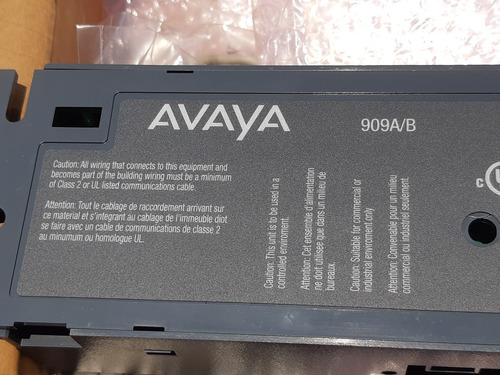 AVAYA
909A/B
Caution: All wiring that connects to this equipment and
becomes part of the building wiring must be a minimum
of Class 2 or UL listed communications cable.
Attention: Tout le cablage de raccordement arrivant sur
ce material et s'integrant au cablage de l'immeuble diot
se faire avec un cable de communications de classe 2
au minumum ou homologue UL.
Caution: This unit is to be used in a
controlled enviroment.
Attention: Cet ensemble d'alimentation
ne doit utilisee que dans un milieu de
bureaux.
Caution: Suitable for commercial or
industrial enviroment only
Attention: Convenable pour un milieu
commercial ou industriel seulement.
c